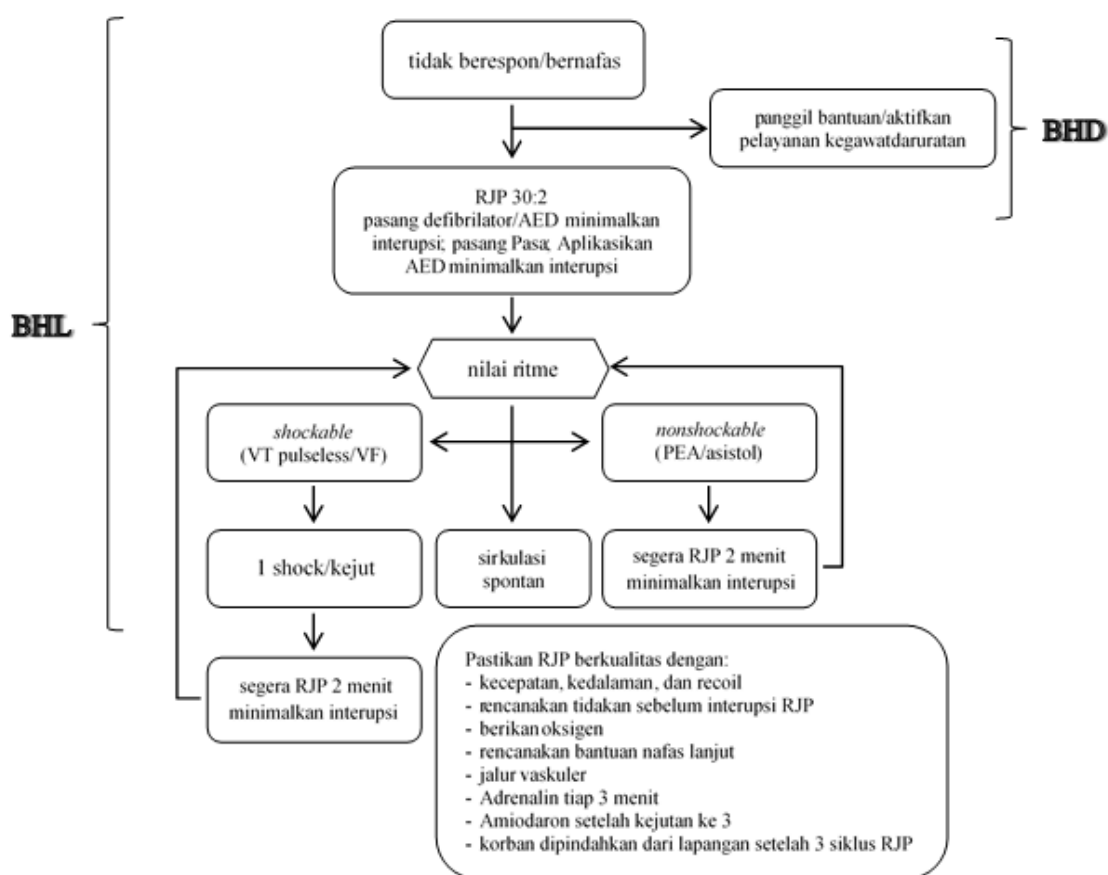 tidak berespon/bernafas
panggil bantuan/aktifkan
pelayanan kegawatdaruratan
BHD
RJP 30:2
pasang defibrilator/AED minimalkan
interupsi; pasang Pasa; Aplikasikan
AED minimalkan interupsi
BHL
nilai ritme
shockable
(VT pulseless/VF)
nonshockable
(PEA/asistol)
1 shock/kejut
sirkulasi
spontan
segera RJP 2 menit
minimalkan interupsi
segera RJP 2 menit
minimalkan interupsi
Pastikan RJP berkualitas dengan:
- kecepatan, kedalaman, dan recoil
- rencanakan tidakan sebelum interupsi RJP
- berikan oksigen
- rencanakan bantuan nafas lanjut
- jalur vaskuler
- Adrenalin tiap 3 menit
- Amiodaron setelah kejutan ke 3
- korban dipindahkan dari lapangan setelah 3 siklus RJP